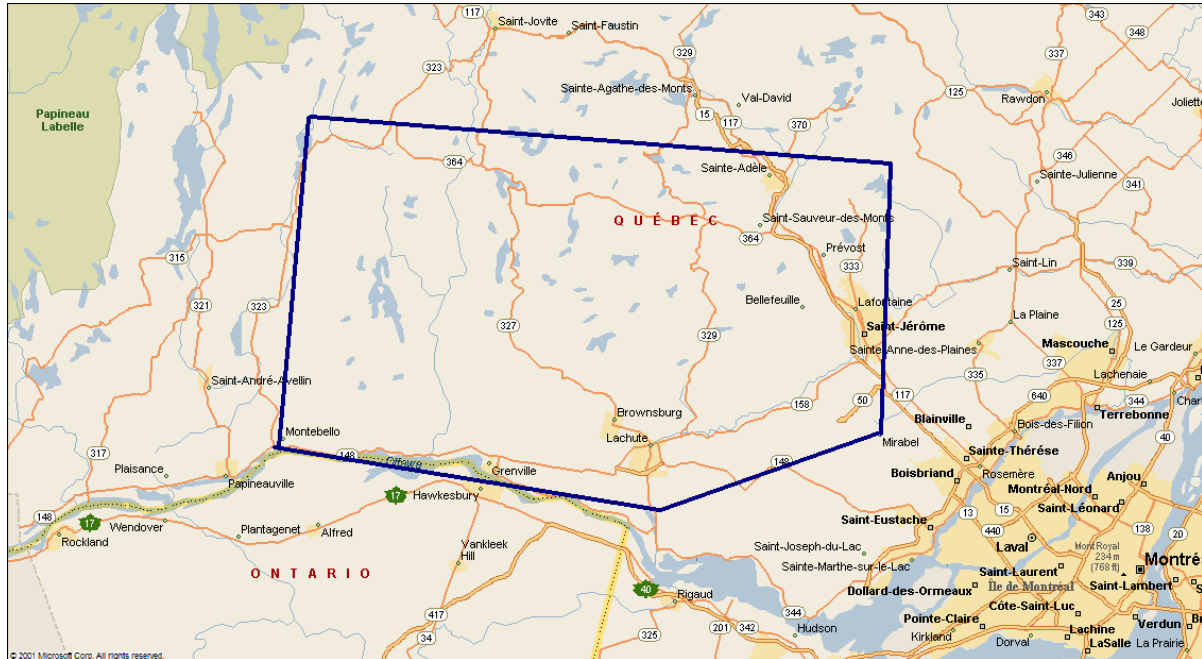 117
Saint-Jovite
Saint-Faustin
343
348
323
329
337
Papineau
Labelle
Sainte-Agathe-des-Monts
Val-David
125
Rawdon
Joliette
15
117
370
346
364
Sainte-Adèle
Sainte-Julienne
341
QUÉBEC
Saint-Sauveur-des-Monts
364
Prévost
315
333
Saint-Lin
339
321
323
Bellefeuille
Lafontaine
25
327
329
Saint-Jérôme
La Plaine
125
Sainte-Anne-des-Plaines
Mascouche
Le Gardeur
335
337
Saint-André-Avellin
Lachenaie
158
50
117
640
344
Brownsburg
Blainville
Terrebonne
Bois-des-Filion
Montebello
Lachute
Mirabel
40
317
148
Ottawa
148
Sainte-Thérèse
Plaisance
Grenville
Boisbriand
Rosemère
Anjou
Papineauville
17
Hawkesbury
Montréal-Nord
Saint-Léonard
148
17
Wendover
13
15
Saint-Eustache
440
138
20
Rockland
Plantagenet
Alfred
Laval
Vankleek
Hill
Saint-Joseph-du-Lac
Mont Royal
234 m
(768 ft)
Montré
Sainte-Marthe-sur-le-Lac
Saint-Laurent
ONTARIO
Dollard-des-Ormeaux
Île de Montréal
Saint-Lambert
40
Rigaud
Côte-Saint-Luc
417
344
Pointe-Claire
Verdun
34
325
201
342
Hudson
Kirkland
Dorval
Lachine
LaSalle
La Prairie
© 2001 Microsoft Corp. All rights reserved.